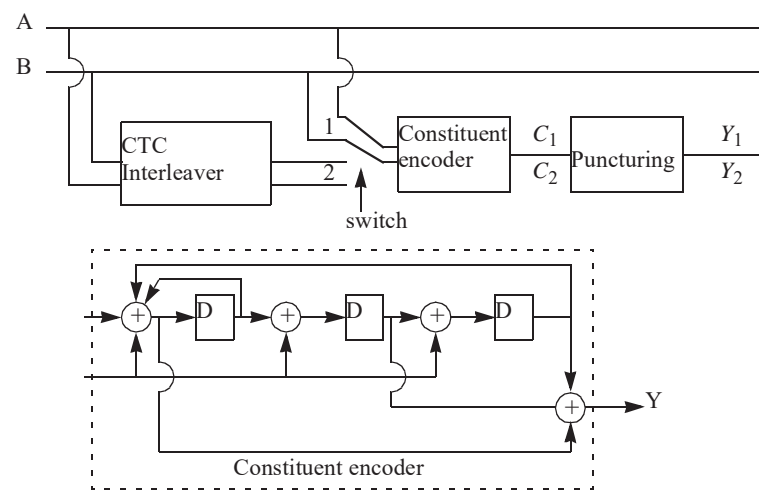 A
B
CTC
Interleaver
1
2
switch
Constituent
encoder
C₁
C₂
Puncturing
Y₁
Y₂
+ D + D + D
+ Y
Constituent encoder